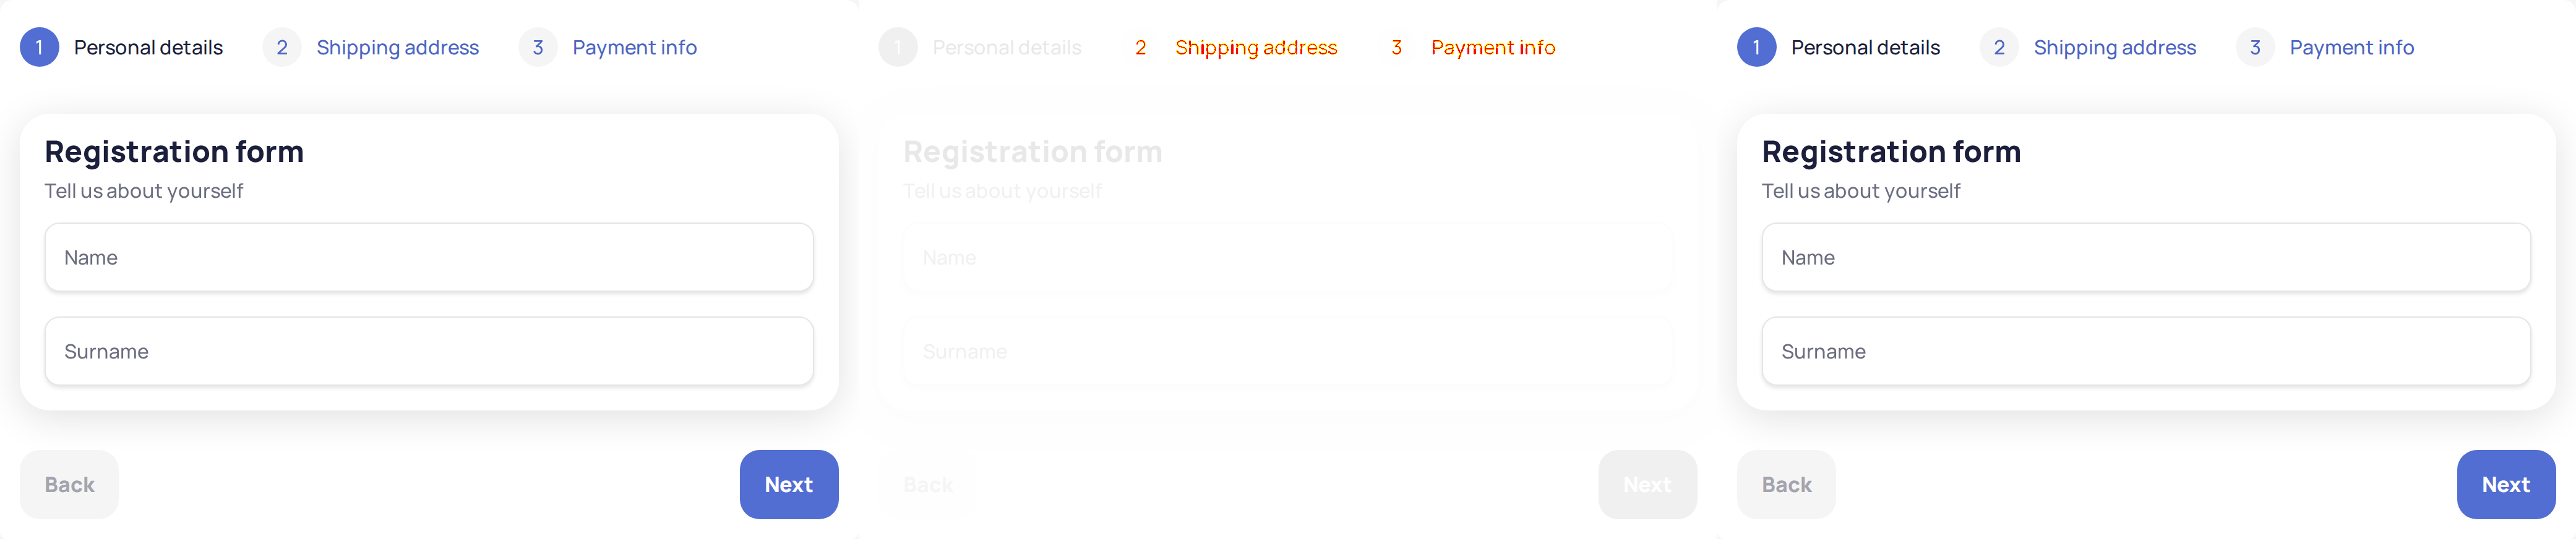 1 Personal details 2 Shipping address 3 Payment info
Registration form
Tell us about yourself
Name
Surname
Back Next
1 Personal details 2 Shipping address 3 Payment info
Registration form
Tell us about yourself
Name
Surname
Back Next
1 Personal details 2 Shipping address 3 Payment info
Registration form
Tell us about yourself
Name
Surname
Back Next